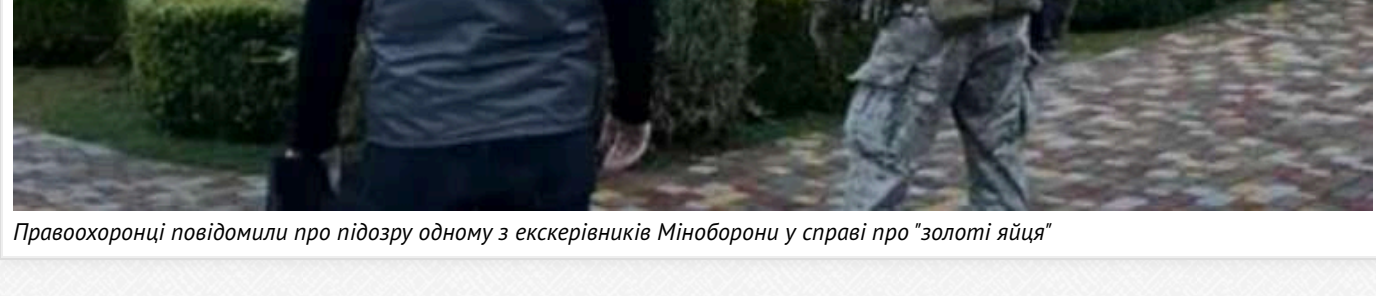 Правоохоронці повідомили про підозру одному з екскерівників Міноборони у справі про "золоті яйця"